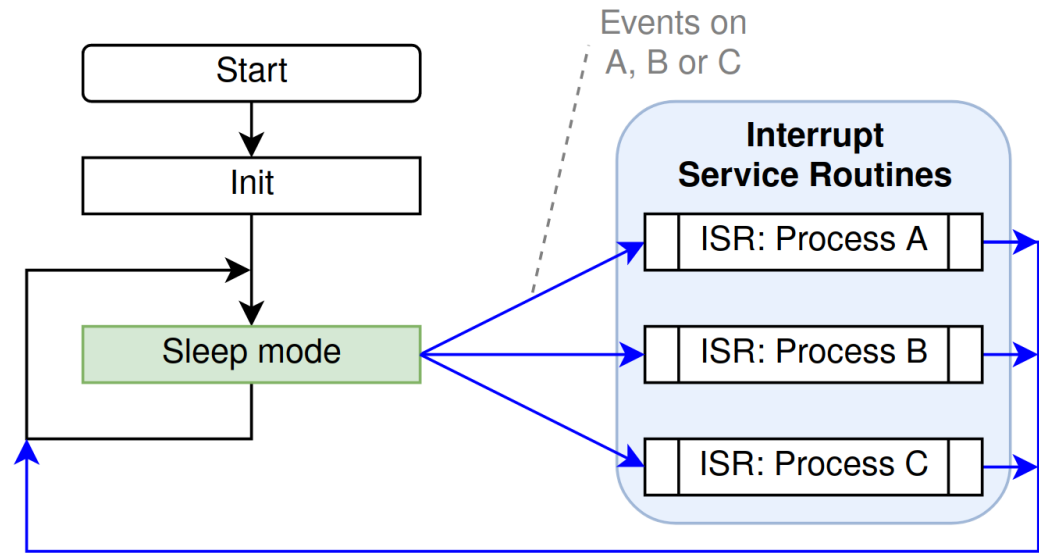 Events on
A, B or C
Start
Init
Sleep mode
Interrupt
Service Routines
ISR: Process A
ISR: Process B
ISR: Process C